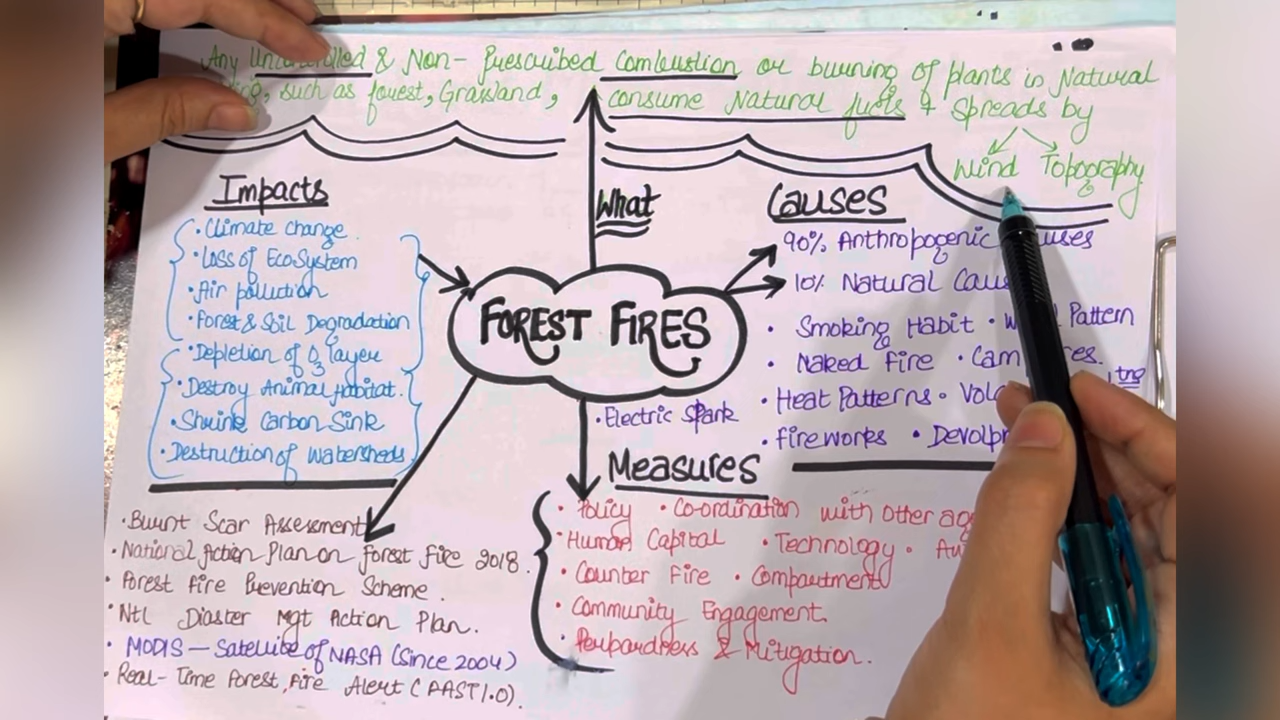 Any Uncontrolled & Non-Prescribed Combustion or burning of plants in Natural
such as forest, Grassland, consume Natural fuels & Spreads by
Wind Topography
What
Impacts
• Climate change
• Loss of EcoSystem
• Air pollution
• Forest & Soil Degradation
• Depletion of O3 layer
• Destroy Animal Habitat.
• Shrink Carbon Sink
• Destruction of watersheds
FOREST FIRES
Causes
90% Anthropogenic
10% Natural
• Smoking Habit • Pattern
• Naked Fire
• Heat Patterns •
• fireworks •
• Electric Spark
Measures
• Policy • Co-ordination with other
• Human Capital • Technology •
• Counter Fire • Compartment
• Community Engagement.
• Perpardness & Mitigation.
• Burnt Scar Assessment
• National Action Plan on Forest Fire 2018.
• Forest Fire Prevention Scheme.
• Ntl Diaster Mgt Action Plan.
• MODIS – Satellite of NASA (Since 2004)
• Real-Time Forest Fire Alert (FAST 1.0).